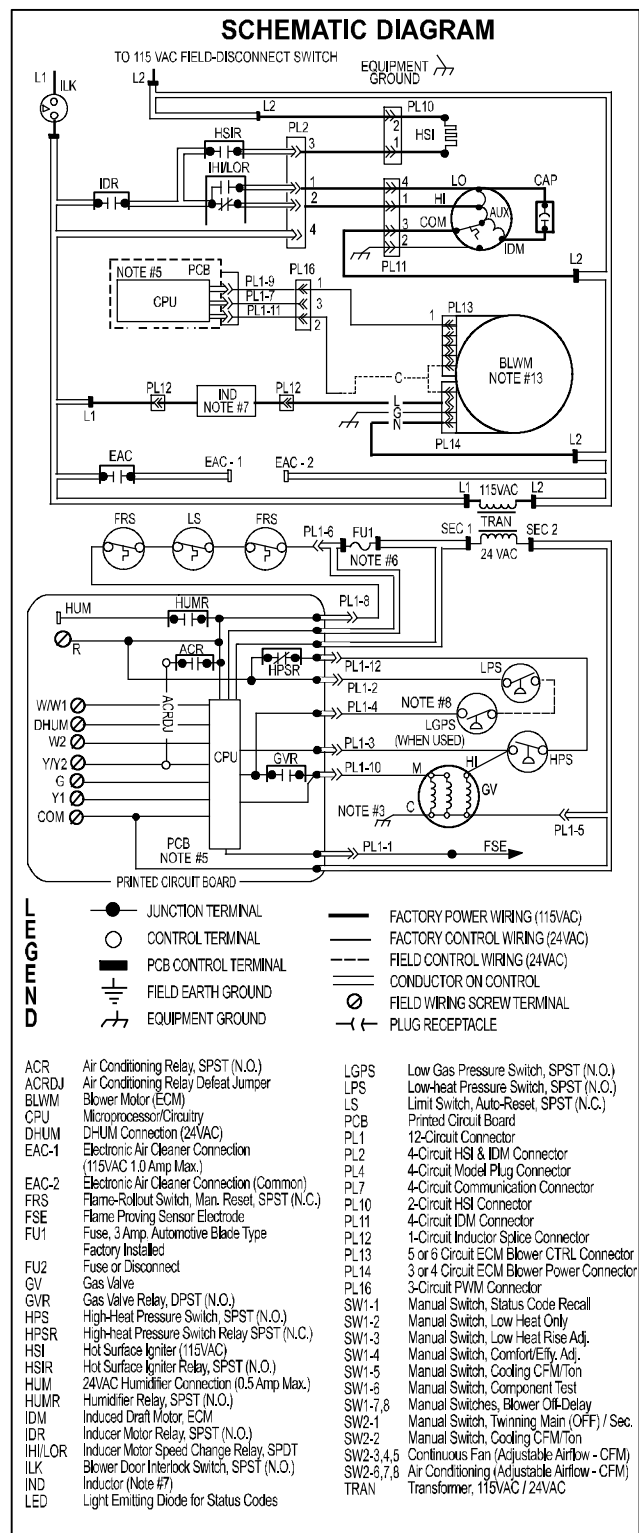 SCHEMATIC DIAGRAM
TO 115 VAC FIELD-DISCONNECT SWITCH
EQUIPMENT
GROUND
L1
ILK
L2
L2
PL10
2
1
HSI
PL2
HSIR
3
IHI/LOR
IDR
1
2
4
4
1
3
2
PL11
LO
HI
COM
AUX
IDM
CAP
L2
NOTE #5
PCB
CPU
PL1-9
PL1-7
PL1-11
PL16
1
3
2
PL13
1
BLWM
NOTE #13
C
L
G
N
PL14
L2
L1
PL12
IND
NOTE #7
PL12
EAC
EAC - 1
EAC - 2
L1
115VAC
L2
TRAN
SEC 1
24 VAC
SEC 2
FRS
LS
FRS
PL1-6
FU1
NOTE #6
HUM
HUMR
PL1-8
R
ACR
HPSR
PL1-12
PL1-2
LPS
ACRDJ
W/W1
DHUM
W2
Y/Y2
G
Y1
COM
CPU
PL1-4
NOTE #8
LGPS
(WHEN USED)
PL1-3
HPS
GVR
PL1-10
M
HI
GV
C
NOTE #3
PL1-5
PCB
NOTE #5
PL1-1
FSE
PRINTED CIRCUIT BOARD
LEGEND
JUNCTION TERMINAL
CONTROL TERMINAL
PCB CONTROL TERMINAL
FIELD EARTH GROUND
EQUIPMENT GROUND
FACTORY POWER WIRING (115VAC)
FACTORY CONTROL WIRING (24VAC)
FIELD CONTROL WIRING (24VAC)
CONDUCTOR ON CONTROL
FIELD WIRING SCREW TERMINAL
PLUG RECEPTACLE
ACR Air Conditioning Relay, SPST (N.O.)
ACRDJ Air Conditioning Relay Defeat Jumper
BLWM Blower Motor (ECM)
CPU Microprocessor/Circuitry
DHUM DHUM Connection (24VAC)
EAC-1 Electronic Air Cleaner Connection
(115VAC 1.0 Amp Max.)
EAC-2 Electronic Air Cleaner Connection (Common)
FRS Flame-Rollout Switch, Man. Reset, SPST (N.C.)
FSE Flame Proving Sensor Electrode
FU1 Fuse, 3 Amp, Automotive Blade Type
Factory Installed
FU2 Fuse or Disconnect
GV Gas Valve
GVR Gas Valve Relay, DPST (N.O.)
HPS High-Heat Pressure Switch, SPST (N.O.)
HPSR High-heat Pressure Switch Relay SPST (N.C.)
HSI Hot Surface Igniter (115VAC)
HSIR Hot Surface Igniter Relay, SPST (N.O.)
HUM 24VAC Humidifier Connection (0.5 Amp Max.)
HUMR Humidifier Relay, SPST (N.O.)
IDM Induced Draft Motor, ECM
IDR Inducer Motor Relay, SPST (N.O.)
IHI/LOR Inducer Motor Speed Change Relay, SPDT
ILK Blower Door Interlock Switch, SPST (N.O.)
IND Inductor (Note #7)
LED Light Emitting Diode for Status Codes
LGPS Low Gas Pressure Switch, SPST (N.O.)
LPS Low-heat Pressure Switch, SPST (N.O.)
LS Limit Switch, Auto-Reset, SPST (N.C.)
PCB Printed Circuit Board
PL1 12-Circuit Connector
PL2 4-Circuit HSI & IDM Connector
PL4 4-Circuit Model Plug Connector
PL7 4-Circuit Communication Connector
PL10 2-Circuit HSI Connector
PL11 4-Circuit IDM Connector
PL12 1-Circuit Inductor Splice Connector
PL13 5 or 6 Circuit ECM Blower CTRL Connector
PL14 3 or 4 Circuit ECM Blower Power Connector
PL16 3-Circuit PWM Connector
SW1-1 Manual Switch, Status Code Recall
SW1-2 Manual Switch, Low Heat Only
SW1-3 Manual Switch, Low Heat Rise Adj.
SW1-4 Manual Switch, Comfort/Effy. Adj.
SW1-5 Manual Switch, Cooling CFM/Ton
SW1-6 Manual Switch, Component Test
SW1-7,8 Manual Switches, Blower Off-Delay
SW2-1 Manual Switch, Twinning Main (OFF) / Sec.
SW2-2 Manual Switch, Cooling CFM/Ton
SW2-3,4,5 Continuous Fan (Adjustable Airflow - CFM)
SW2-6,7,8 Air Conditioning (Adjustable Airflow - CFM)
TRAN Transformer, 115VAC / 24VAC